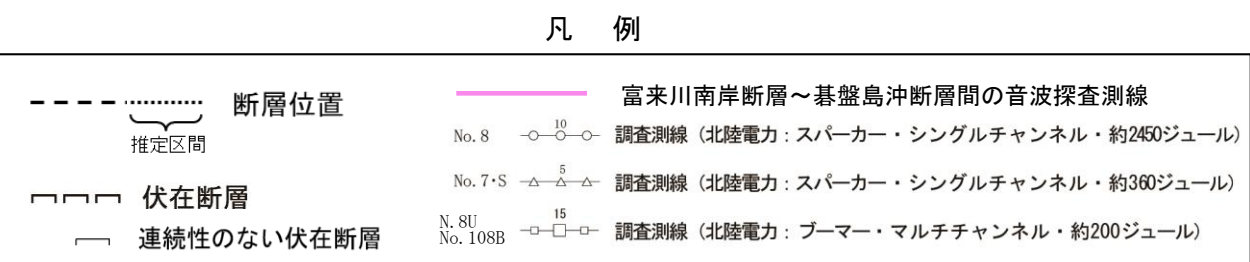 凡 例
断層位置
推定区間
伏在断層
連続性のない伏在断層
富来川南岸断層～碁盤島沖断層間の音波探査測線
No. 8 10 調査測線（北陸電力：スパーカー・シングルチャンネル・約2450ジュール）
No. 7･S 5 調査測線（北陸電力：スパーカー・シングルチャンネル・約360ジュール）
N. 8U
No. 108B 15 調査測線（北陸電力：ブーマー・マルチチャンネル・約200ジュール）